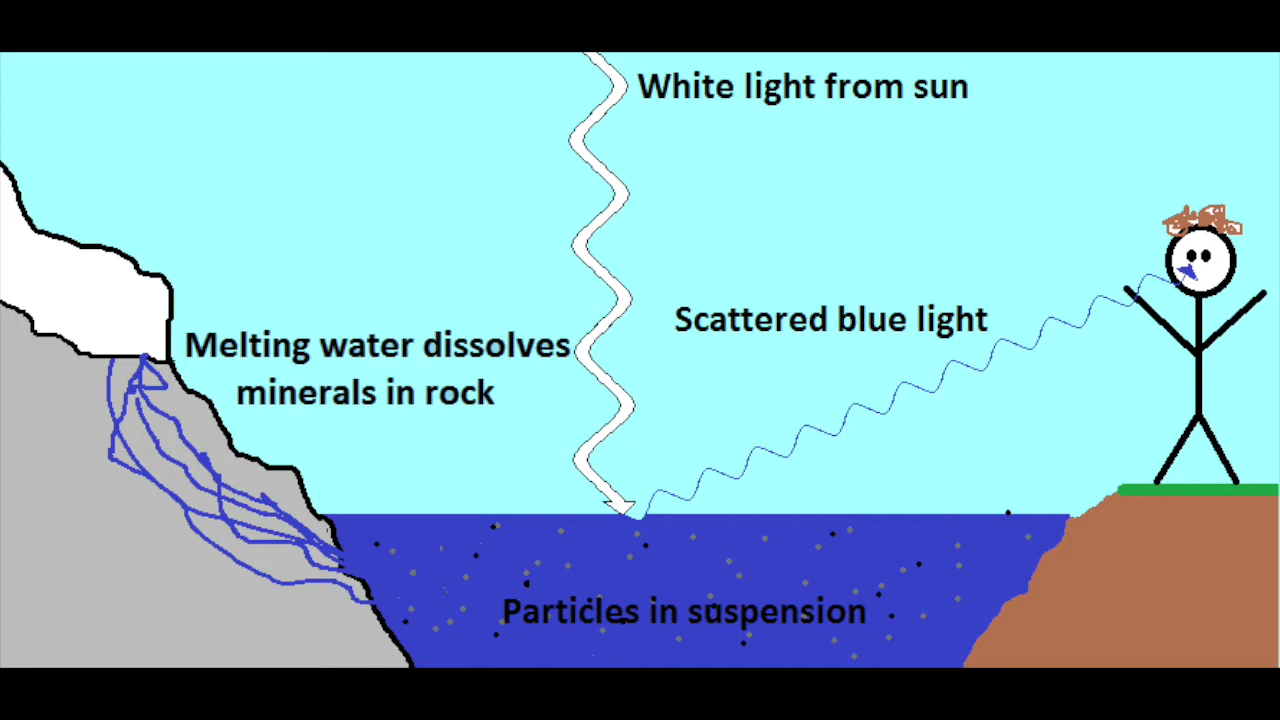 White light from sun
Scattered blue light
Melting water dissolves
minerals in rock
Particles in suspension